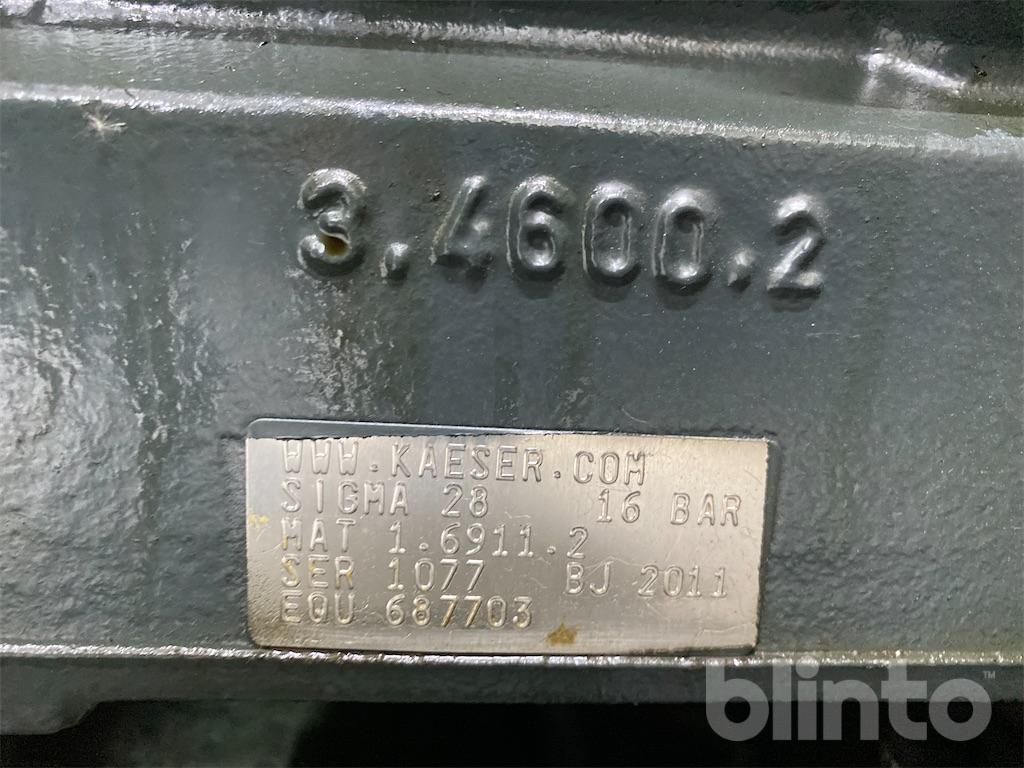 3.4600.2
WWW.KAESER.COM
SIGMA 28 16 BAR
MAT 1.6911.2
SER 1077 BJ 2011
EQU 687703
blinto™